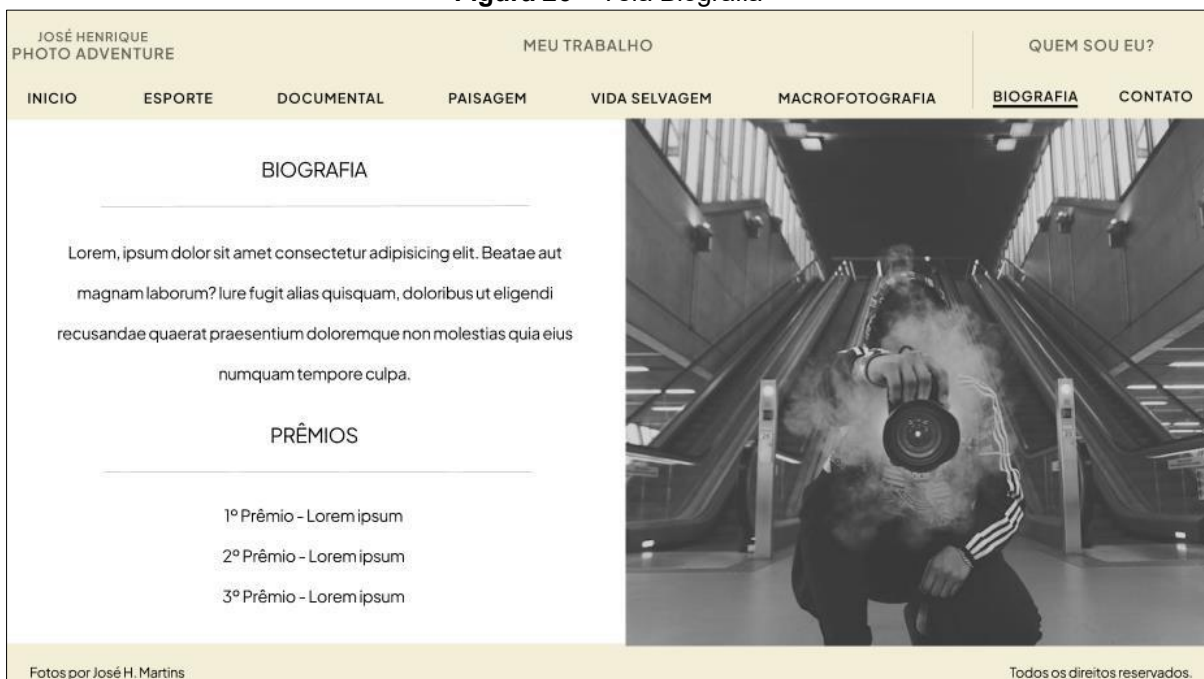 JOSÉ HENRIQUE
PHOTO ADVENTURE
MEU TRABALHO
QUEM SOU EU?
INICIO ESPORTE DOCUMENTAL PAISAGEM VIDA SELVAGEM MACROFOTOGRAFIA BIOGRAFIA CONTATO
BIOGRAFIA
Lorem, ipsum dolor sit amet consectetur adipisicing elit. Beatae aut
magnam laborum? Iure fugit alias quisquam, doloribus ut eligendi
recusandae quaerat praesentium doloremque non molestias quia eius
numquam tempore culpa.
PRÊMIOS
1º Prêmio - Lorem ipsum
2º Prêmio - Lorem ipsum
3º Prêmio - Lorem ipsum
Fotos por José H. Martins
Todos os direitos reservados.